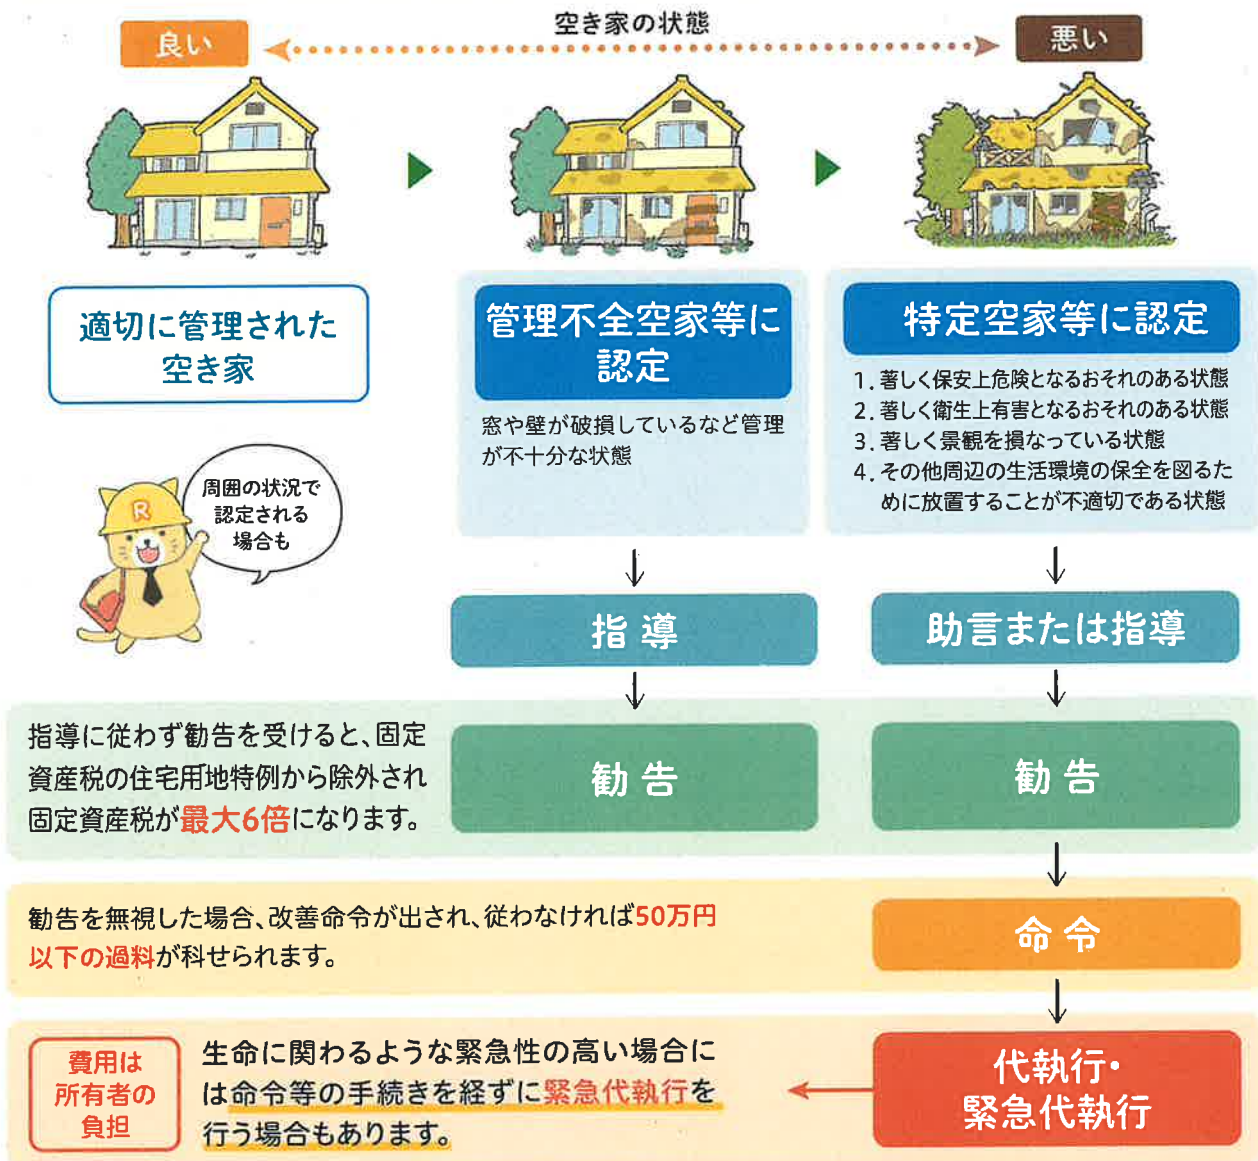 空き家の状態
良い
悪い
適切に管理された
空き家
管理不全空家等に
認定
窓や壁が破損しているなど管理
が不十分な状態
特定空家等に認定
1. 著しく保安上危険となるおそれのある状態
2. 著しく衛生上有害となるおそれのある状態
3. 著しく景観を損なっている状態
4. その他周辺の生活環境の保全を図るた
めに放置することが不適切である状態
R
周囲の状況で
認定される
場合も
指導
助言または指導
指導に従わず勧告を受けると、固定
資産税の住宅用地特例から除外され
固定資産税が最大6倍になります。
勧告
勧告
勧告を無視した場合、改善命令が出され、従わなければ50万円
以下の過料が科せられます。
命令
費用は
所有者の
負担
生命に関わるような緊急性の高い場合に
は命令等の手続きを経ずに緊急代執行を
行う場合もあります。
代執行・
緊急代執行